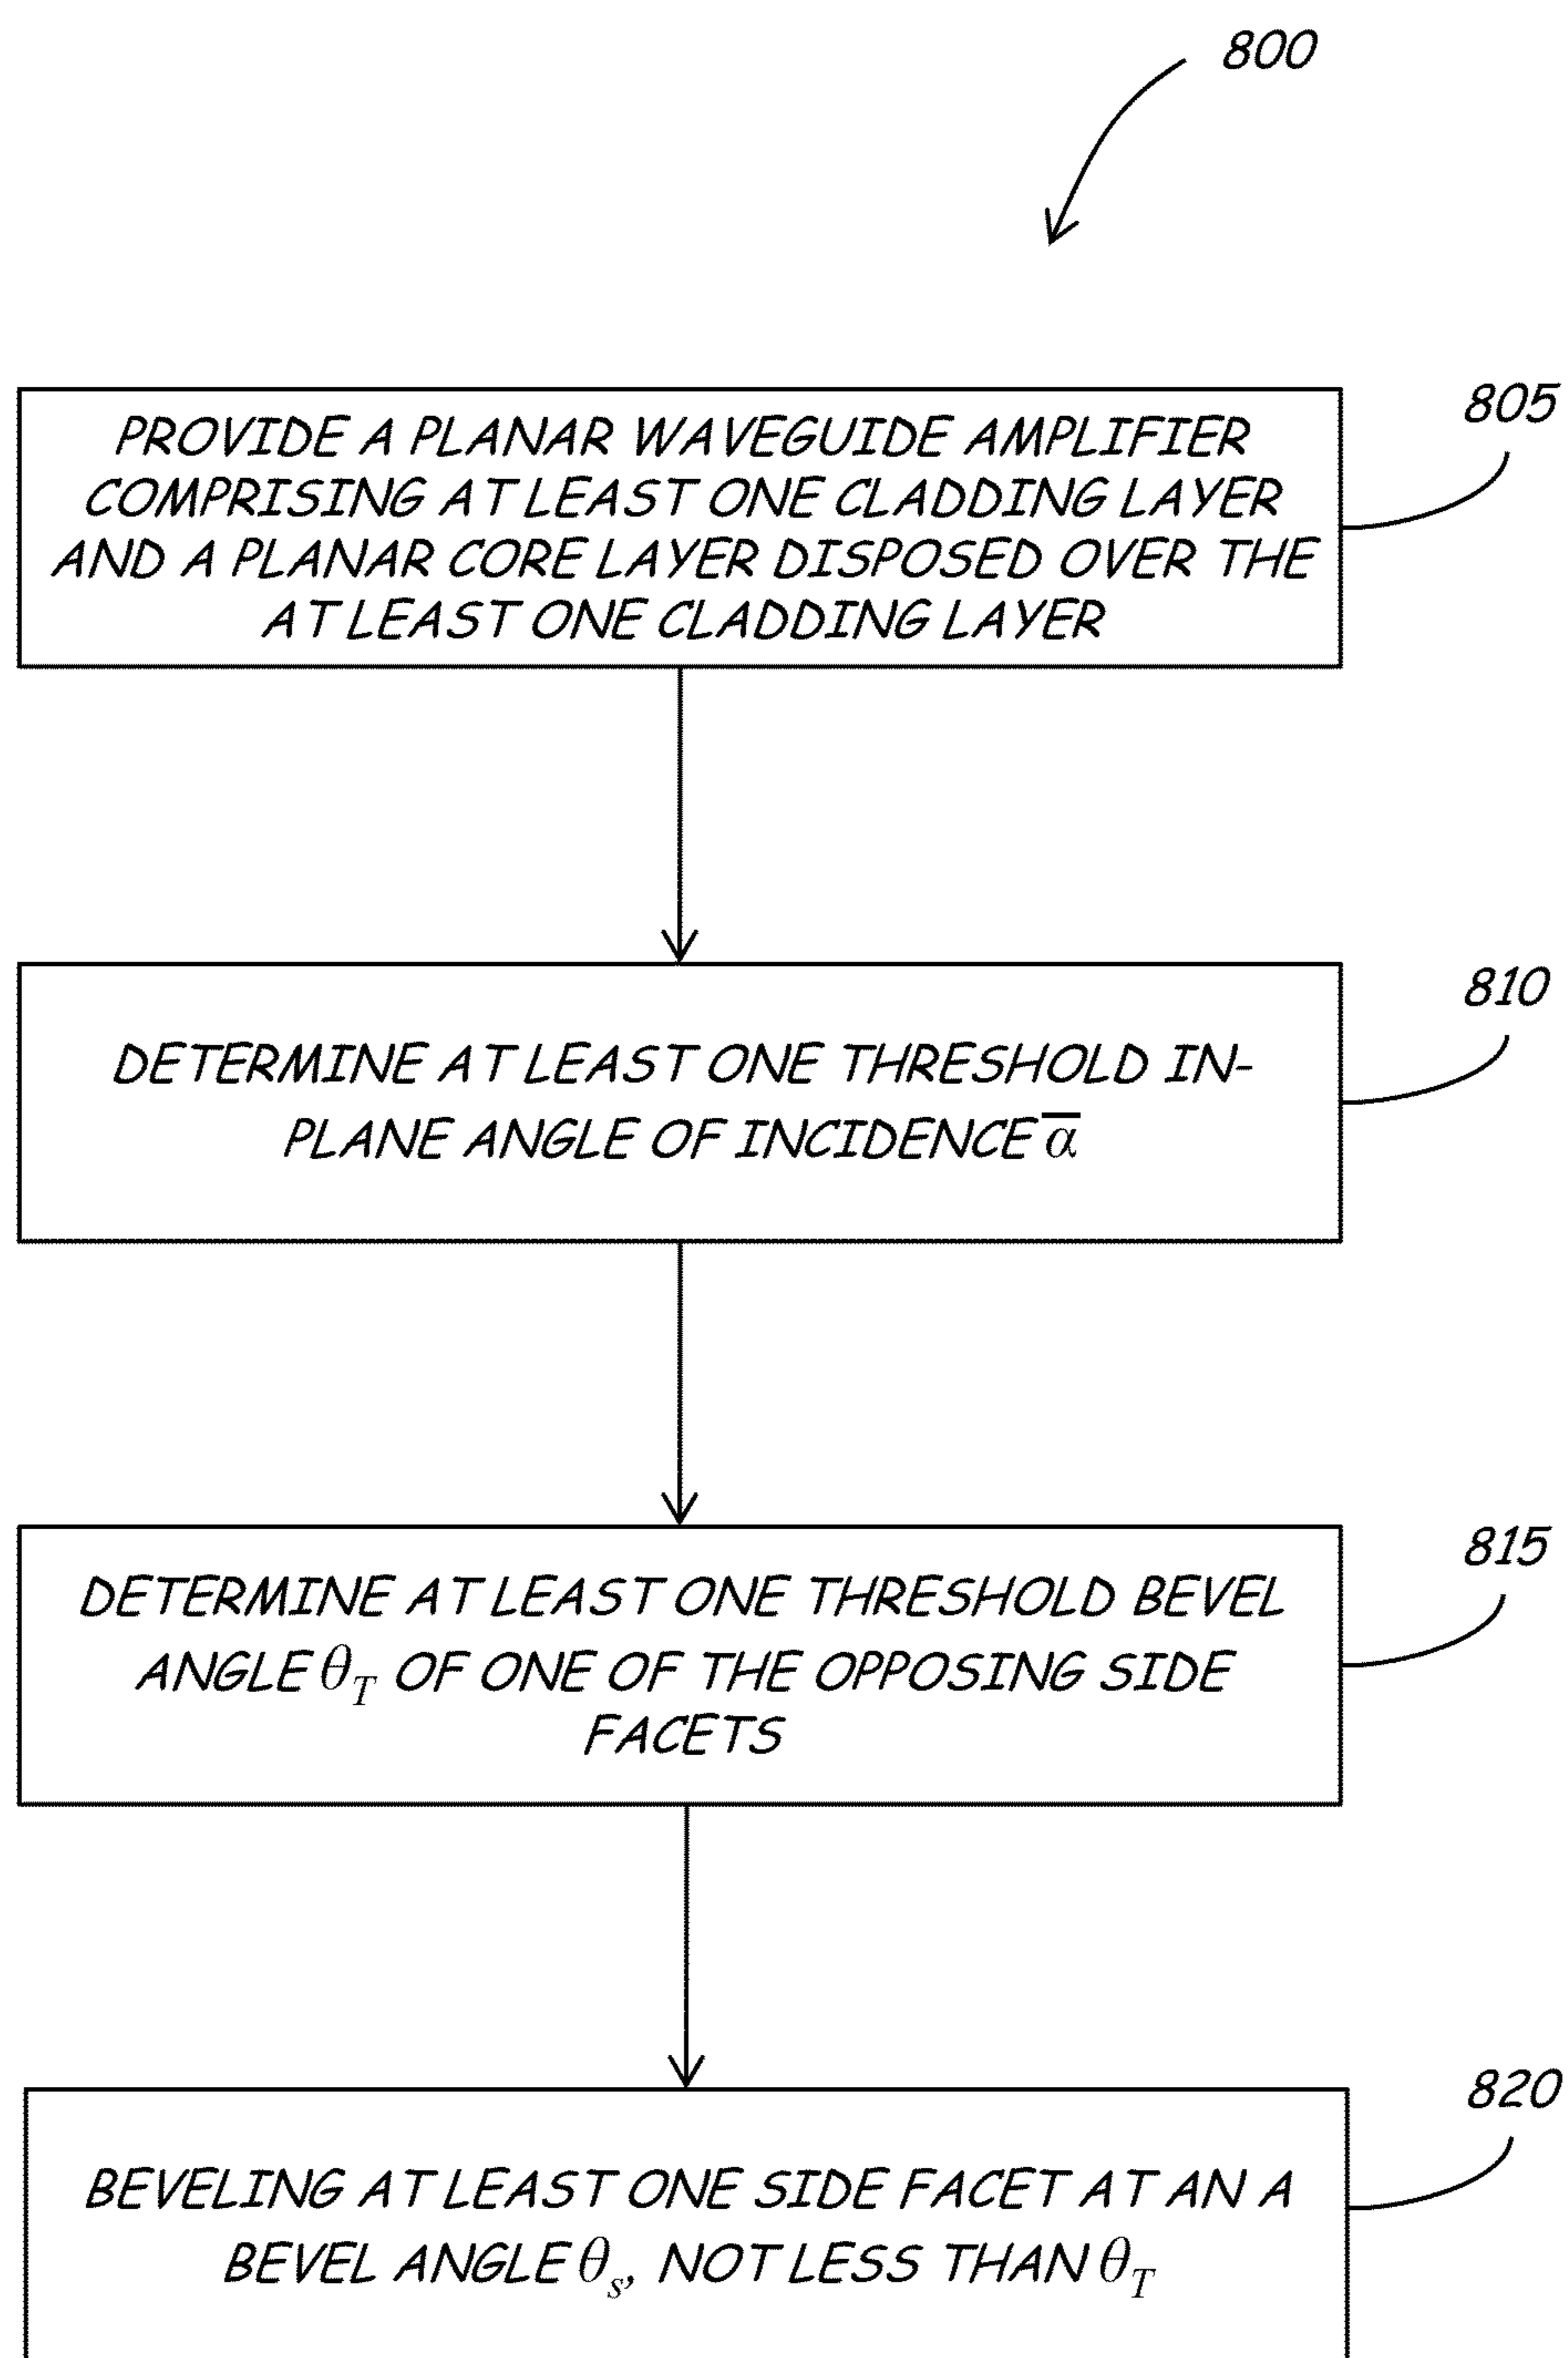 800
805
PROVIDE A PLANAR WAVEGUIDE AMPLIFIER
COMPRISING AT LEAST ONE CLADDING LAYER
AND A PLANAR CORE LAYER DISPOSED OVER THE
AT LEAST ONE CLADDING LAYER
810
DETERMINE AT LEAST ONE THRESHOLD IN-
PLANE ANGLE OF INCIDENCE ᾱ
815
DETERMINE AT LEAST ONE THRESHOLD BEVEL
ANGLE θT OF ONE OF THE OPPOSING SIDE
FACETS
820
BEVELING AT LEAST ONE SIDE FACET AT AN A
BEVEL ANGLE θs, NOT LESS THAN θT